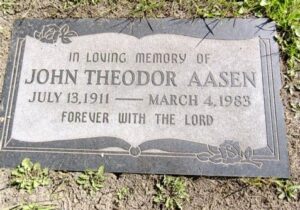 IN LOVING MEMORY OF
JOHN THEODOR AASEN
JULY 13, 1911 — MARCH 4, 1983
FOREVER WITH THE LORD